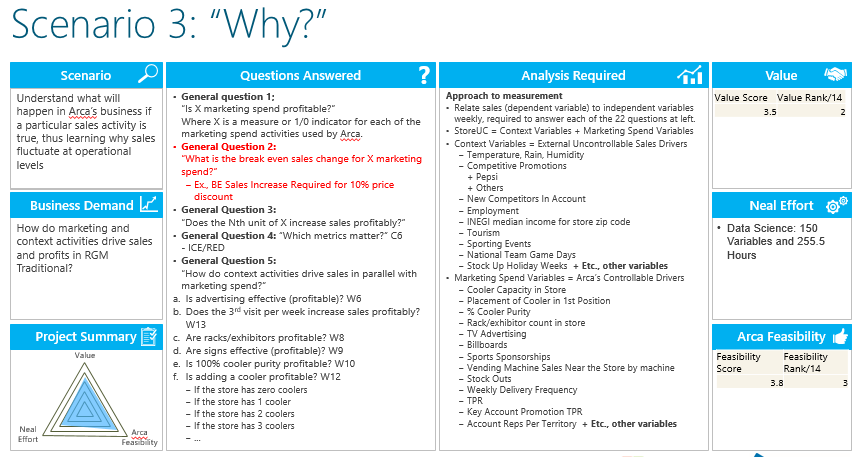 Scenario 3: “Why?”
Scenario
Understand what will
happen in Arca’s business if
a particular sales activity is
true, thus learning why sales
fluctuate at operational
levels
Business Demand
How do marketing and
context activities drive sales
and profits in RGM
Traditional?
Project Summary
Value
Neal
Effort
Arca
Feasibility
Questions Answered
?
• General question 1;
“Is X marketing spend profitable?”
Where X is a measure or 1/0 indicator for each of the
marketing spend activities used by Arca.
• General Question 2:
“What is the break even sales change for X marketing
spend?”
– Ex., BE Sales Increase Required for 10% price
discount
• General Question 3:
“Does the Nth unit of X increase sales profitably?”
• General Question 4: “Which metrics matter?” C6
- ICE/RED
• General Question 5:
“How do context activities drive sales in parallel with
marketing spend?”
a. Is advertising effective (profitable)? W6
b. Does the 3rd visit per week increase sales profitably?
W13
c. Are racks/exhibitors profitable? W8
d. Are signs effective (profitable)? W9
e. Is 100% cooler purity profitable? W10
f. Is adding a cooler profitable? W12
– If the store has zero coolers
– If the store has 1 cooler
– If the store has 2 coolers
– If the store has 3 coolers
– ...
Analysis Required
Approach to measurement
• Relate sales (dependent variable) to independent variables
weekly, required to answer each of the 22 questions at left.
• StoreUC = Context Variables + Marketing Spend Variables
• Context Variables = External Uncontrollable Sales Drivers
– Temperature, Rain, Humidity
– Competitive Promotions
+ Pepsi
+ Others
– New Competitors In Account
– Employment
– INEGI median income for store zip code
– Tourism
– Sporting Events
– National Team Game Days
– Stock Up Holiday Weeks + Etc., other variables
• Marketing Spend Variables = Arca’s Controllable Drivers
– Cooler Capacity in Store
– Placement of Cooler in 1st Position
– % Cooler Purity
– Rack/exhibitor count in store
– TV Advertising
– Billboards
– Sports Sponsorships
– Vending Machine Sales Near the Store by machine
– Stock Outs
– Weekly Delivery Frequency
– TPR
– Key Account Promotion TPR
– Account Reps Per Territory + Etc., other variables
Value
Value Score Value Rank/14
3.5 2
Neal Effort
• Data Science: 150
Variables and 255.5
Hours
Arca Feasibility
Feasibility Feasibility
Score Rank/14
3.8 3